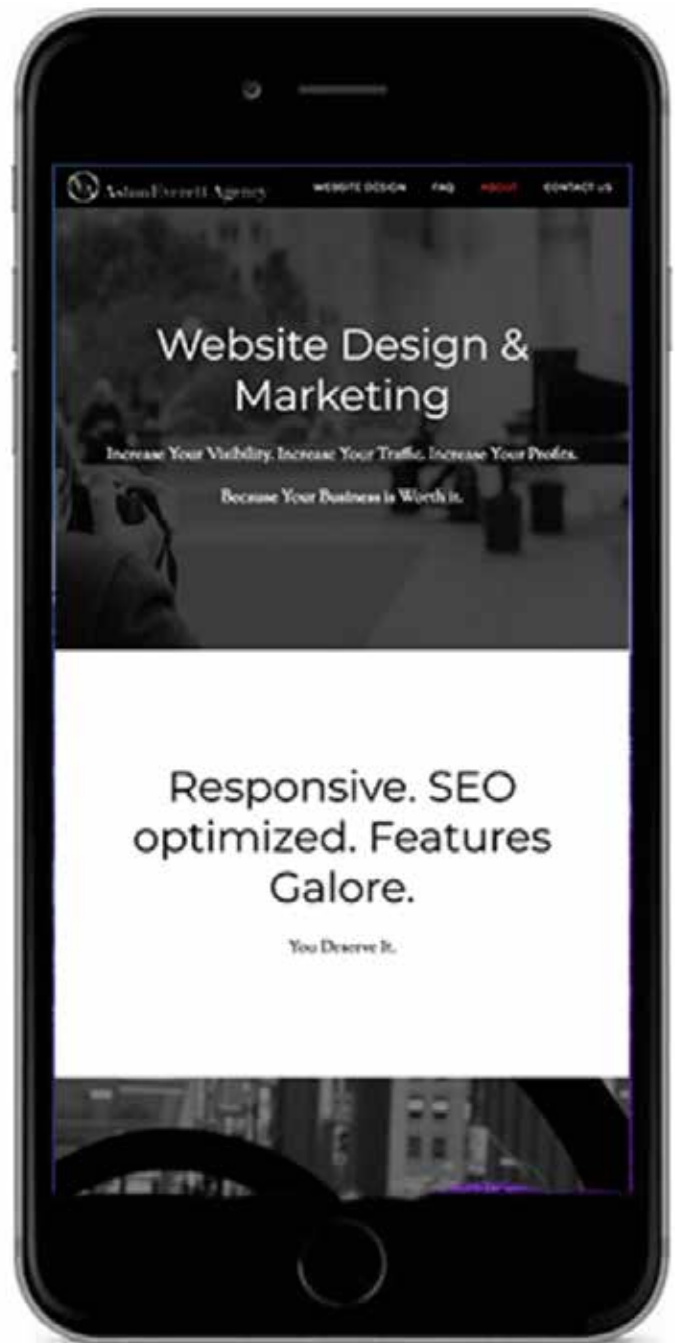 Everett Agency WEBSITE DESIGN FAQ ABOUT CONTACT US
Website Design &
Marketing
Increase Your Visibility. Increase Your Traffic. Increase Your Profits.
Because Your Business is Worth it.
Responsive. SEO
optimized. Features
Galore.
You Deserve It.